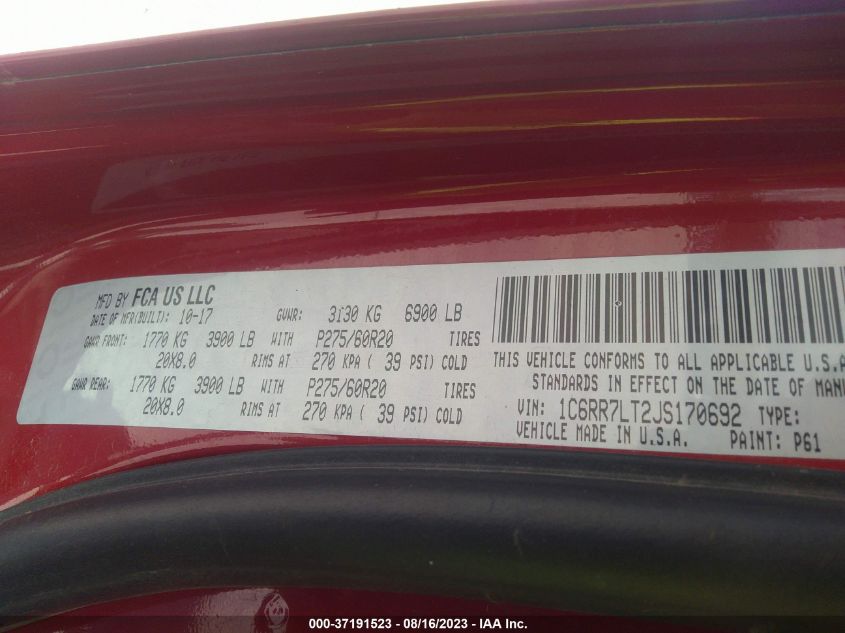 MFD BY FCA US LLC
DATE OF MFR(BUILT): 10-17 GVWR: 3130 KG 6900 LB
GAWR FRONT: 1770 KG 3900 LB WITH P275/60R20 TIRES
20X8.0 RIMS AT 270 KPA ( 39 PSI) COLD
GAWR REAR: 1770 KG 3900 LB WITH P275/60R20 TIRES
20X8.0 RIMS AT 270 KPA ( 39 PSI) COLD
THIS VEHICLE CONFORMS TO ALL APPLICABLE U.S.A.
STANDARDS IN EFFECT ON THE DATE OF MANU
VIN: 1C6RR7LT2JS170692 TYPE:
VEHICLE MADE IN U.S.A. PAINT: P61
000-37191523 - 08/16/2023 - IAA Inc.